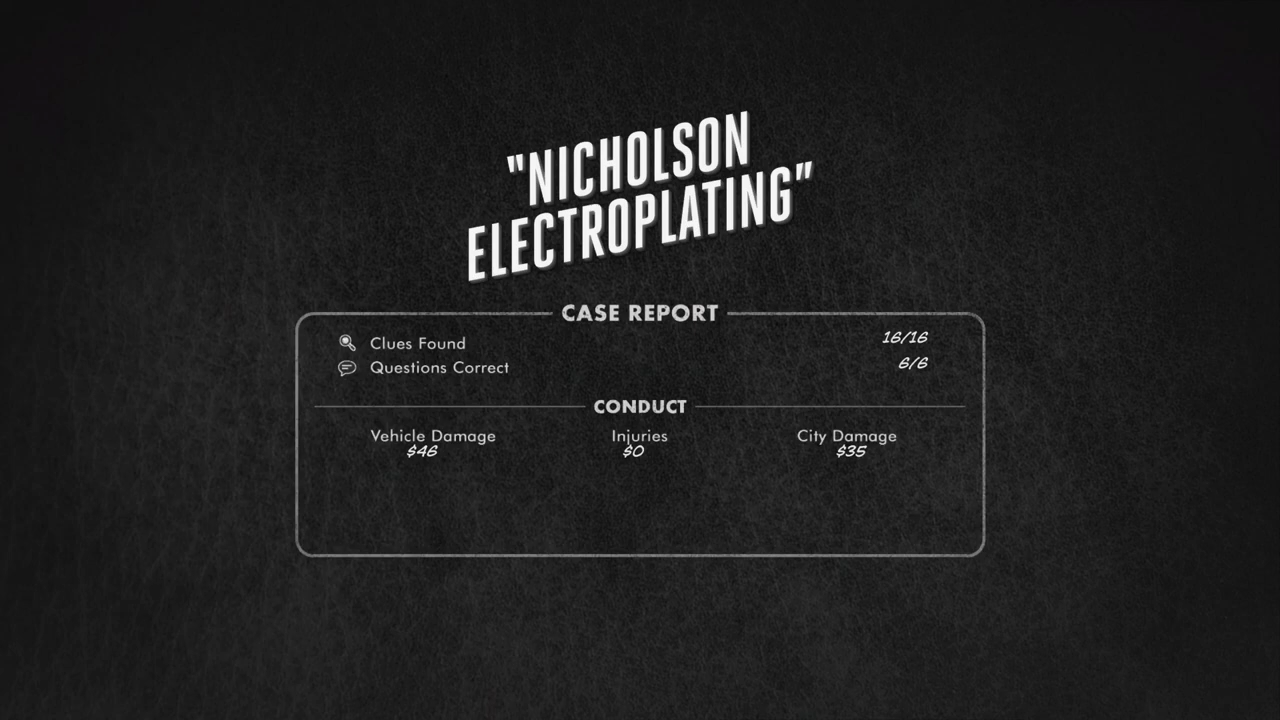 "NICHOLSON
ELECTROPLATING"
CASE REPORT
Clues Found 16/16
Questions Correct 6/6
CONDUCT
Vehicle Damage Injuries City Damage
$46 $0 $35